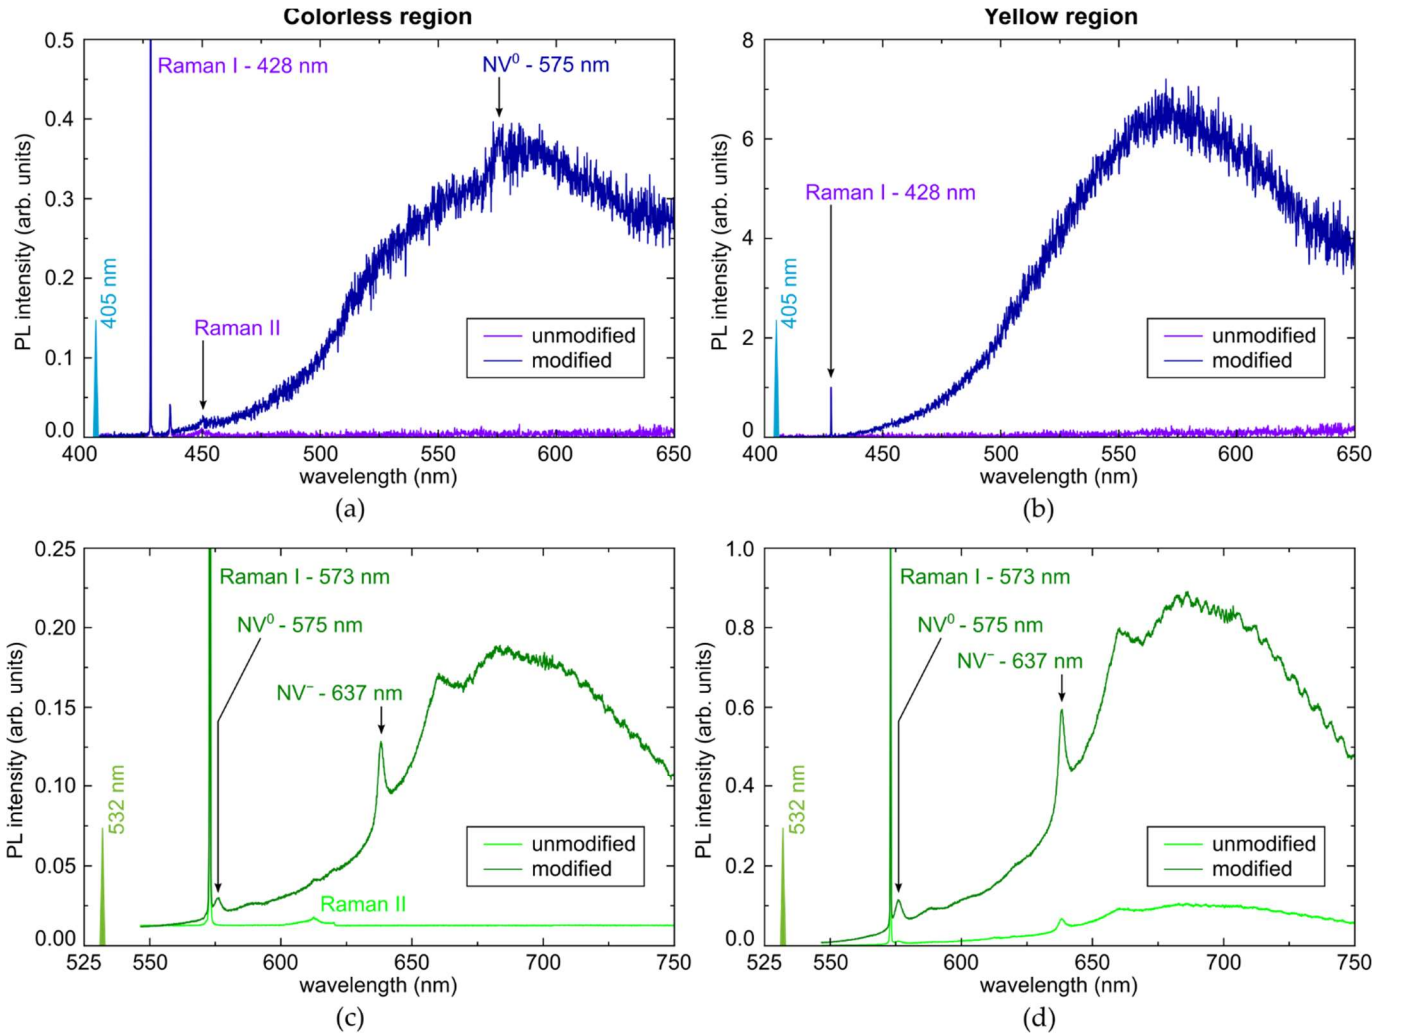 Colorless region
Yellow region
0.5
0.4
0.3
0.2
0.1
0.0
PL intensity (arb. units)
Raman I - 428 nm
NV⁰ - 575 nm
405 nm
Raman II
unmodified
modified
400
450
500
550
600
650
wavelength (nm)
(a)
8
6
4
2
0
PL intensity (arb. units)
Raman I - 428 nm
405 nm
unmodified
modified
400
450
500
550
600
650
wavelength (nm)
(b)
0.25
0.20
0.15
0.10
0.05
0.00
PL intensity (arb. units)
Raman I - 573 nm
NV⁰ - 575 nm
NV⁻ - 637 nm
532 nm
unmodified
modified
Raman II
525
550
600
650
700
750
wavelength (nm)
(c)
1.0
0.8
0.6
0.4
0.2
0.0
PL intensity (arb. units)
Raman I - 573 nm
NV⁰ - 575 nm
NV⁻ - 637 nm
532 nm
unmodified
modified
525
550
600
650
700
750
wavelength (nm)
(d)